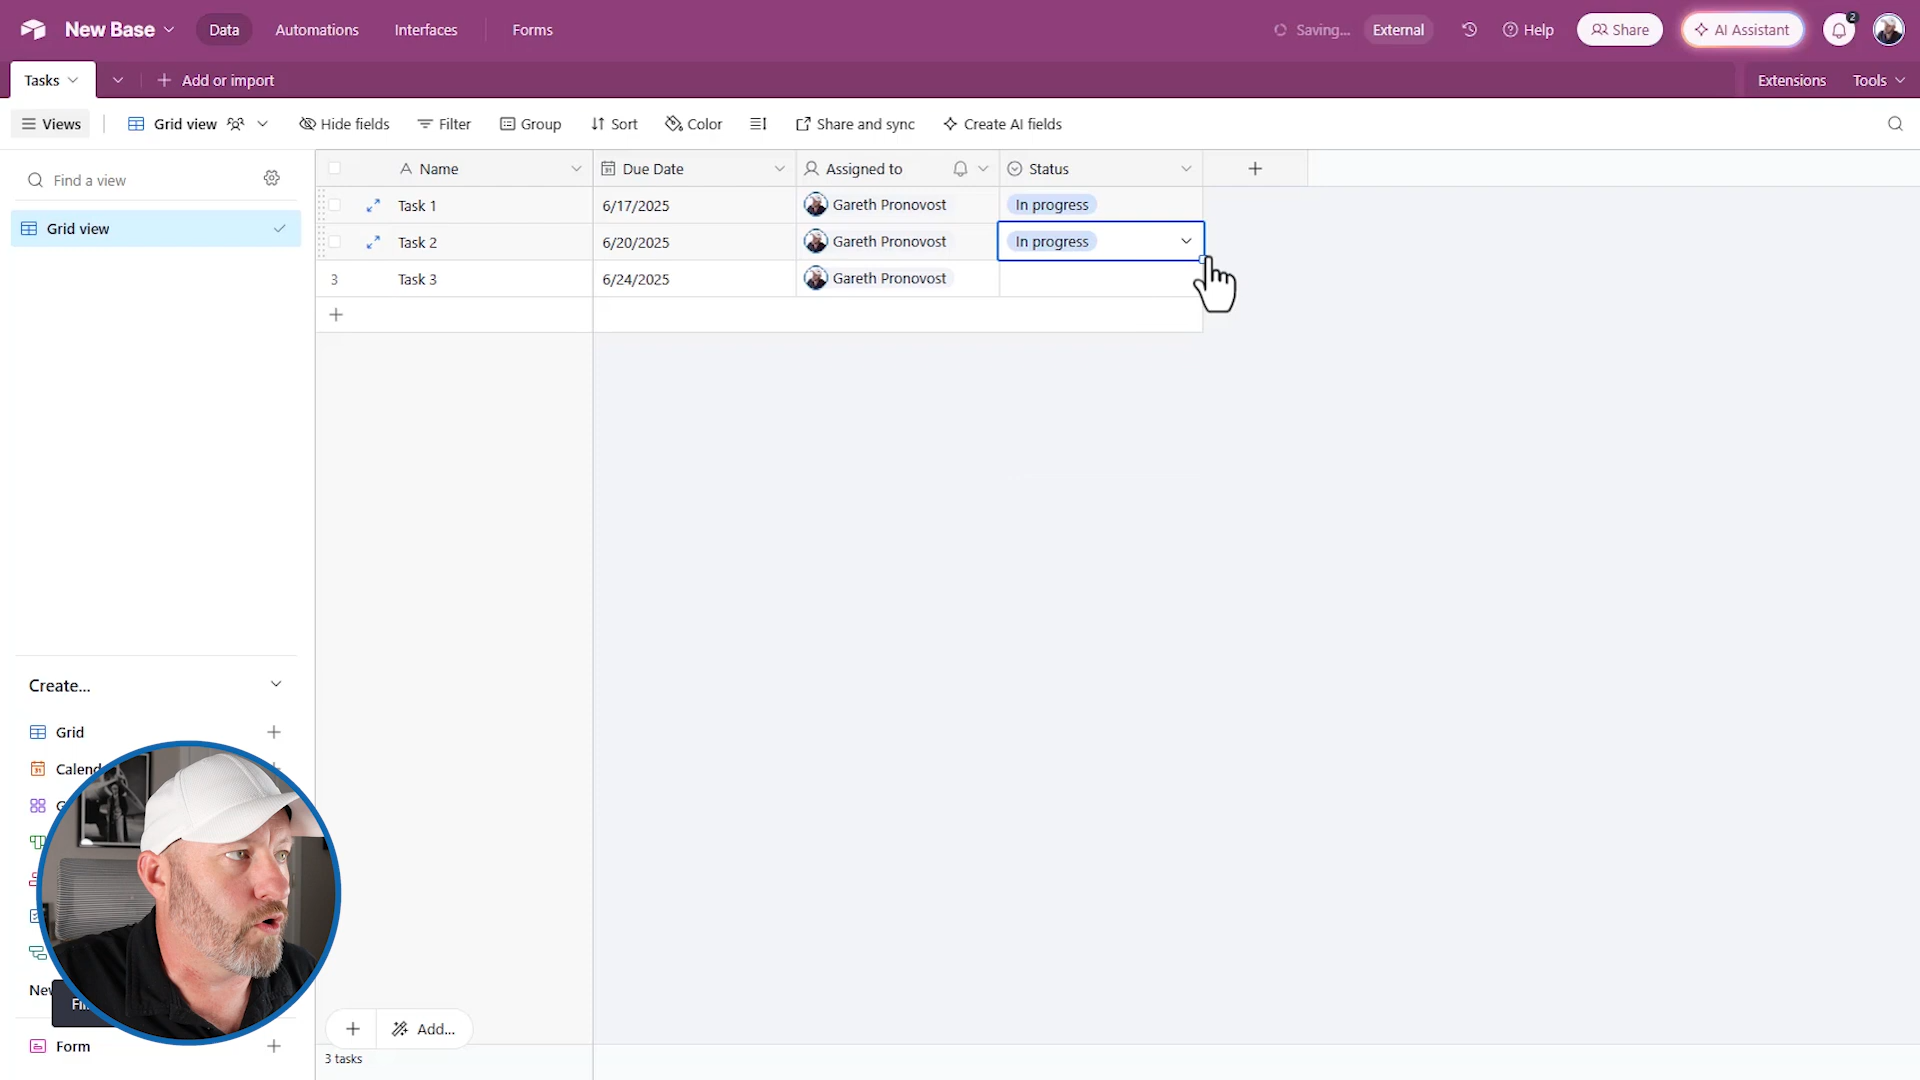 New Base
Data
Automations
Interfaces
Forms
Saving...
External
Help
Share
AI Assistant
2
Tasks
Add or import
Extensions
Tools
Views
Grid view
Hide fields
Filter
Group
Sort
Color
Share and sync
Create AI fields
Find a view
Grid view
Name
Due Date
Assigned to
Status
Task 1
6/17/2025
Gareth Pronovost
In progress
Task 2
6/20/2025
Gareth Pronovost
In progress
3
Task 3
6/24/2025
Gareth Pronovost
Create...
Grid
Form
Add...
3 tasks